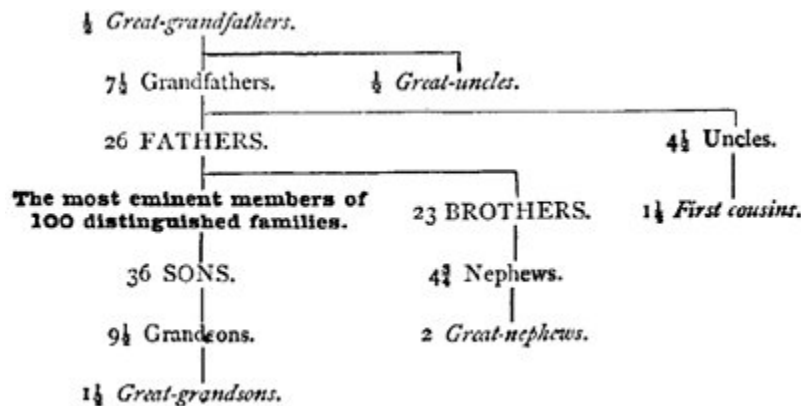 ½ Great-grandfathers.
7½ Grandfathers. ½ Great-uncles.
26 FATHERS. 4½ Uncles.
The most eminent members of
100 distinguished families.
23 BROTHERS. 1½ First cousins.
36 SONS. 4¾ Nephews.
9½ Grandsons. 2 Great-nephews.
1½ Great-grandsons.